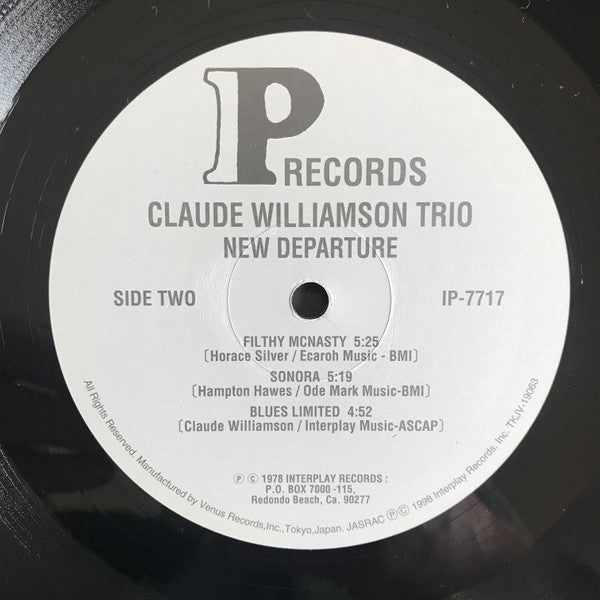 P RECORDS
CLAUDE WILLIAMSON TRIO
NEW DEPARTURE
SIDE TWO IP-7717
FILTHY MCNASTY 5:25
(Horace Silver / Ecaroh Music - BMI)
SONORA 5:19
(Hampton Hawes / Ode Mark Music-BMI)
BLUES LIMITED 4:52
(Claude Williamson / Interplay Music-ASCAP)
Ⓟ © 1978 INTERPLAY RECORDS :
P.O. BOX 7000 -115,
Redondo Beach, Ca. 90277
All Rights Reserved. Manufactured by Venus Records,Inc.,Tokyo,Japan. JASRAC Ⓟ© 1998 Interplay Records, Inc. TKJV-19063